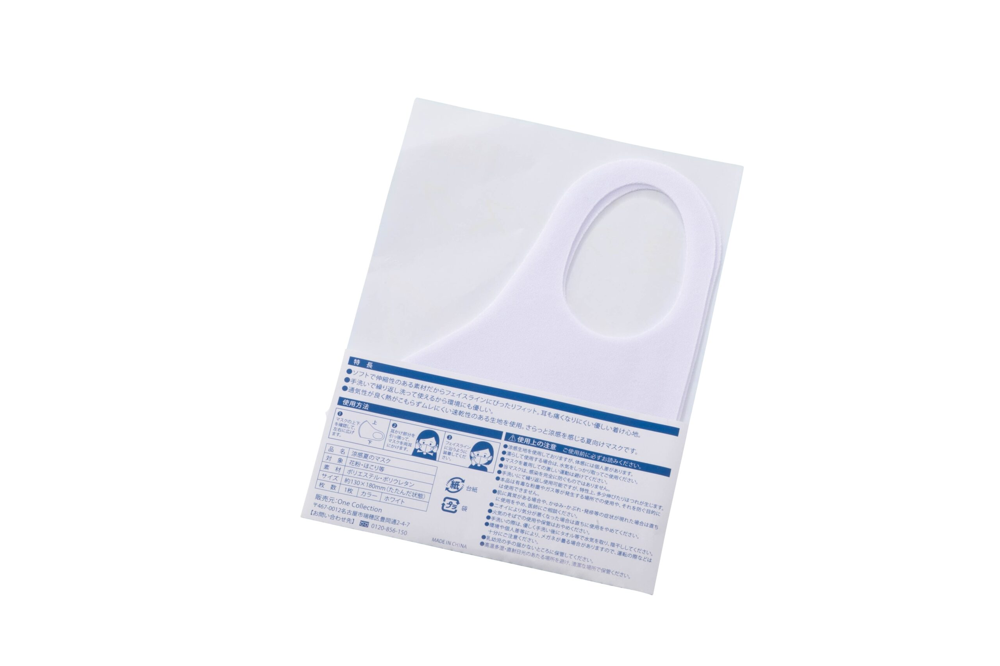 特 長
●ソフトで伸縮性のある素材だからフェイスラインにぴったりフィット。耳も痛くなりにくい優しい着け心地。
●手洗いで繰り返し洗って使えるから環境にも優しい。
●通気性が良く熱がこもらずムレにくい速乾性のある生地を使用。さらっと涼感を感じる夏向けマスクです。
使用方法
❶
マスクの上下
を確認して、
左右に広げ
ます。
上
下
❷
耳かけ部分を
引っ張って、
マスクを両耳
にかけます。
❸
フェイスライン
に沿うように
装着してくだ
さい。
品 名 涼感夏のマスク
対 象 花粉・ほこり等
素 材 ポリエステル・ポリウレタン
サイズ 約130×180mm(たたんだ状態)
枚 数 1枚 カラー ホワイト
販売元:One Collection
〒467-0012名古屋市瑞穂区豊岡通2-4-7
【お問い合わせ先】 0120-856-150
紙 台紙
プラ 袋
MADE IN CHINA
使用上の注意 ご使用前に必ずお読みください。
●涼感生地を使用しておりますが、体感には個人差があります。
●濡らして使用する場合は、水気をしっかり取ってご使用ください。
●マスクを着用しての激しい運動は避けてください。
●当マスクは、感染を完全に防ぐものではありません。
●手洗いにて繰り返し使用可能ですが、特性上、多少伸びたりほつれが生じます。
●本品は有毒な粉塵やガス等が発生する場所での使用や、それを防ぐ目的に
は使用できません。
●肌に異常がある場合や、かゆみ・かぶれ・発疹等の症状が現れた場合は直ち
に使用をやめ、医師にご相談ください。
●ニオイにより気分が悪くなった場合は直ちに使用をやめてください。
●火気のそばでの使用や保管はおやめください。
●手洗いの際は、優しく手洗い後にタオル等で水気を取り、陰干ししてください。
●環境や個人差等により、メガネが曇る場合がありますので、運転の際などは
十分にご注意ください。
●乳幼児の手の届かないところに保管してください。
●高温多湿・直射日光のあたる場所を避け、清潔な場所で保管ください。